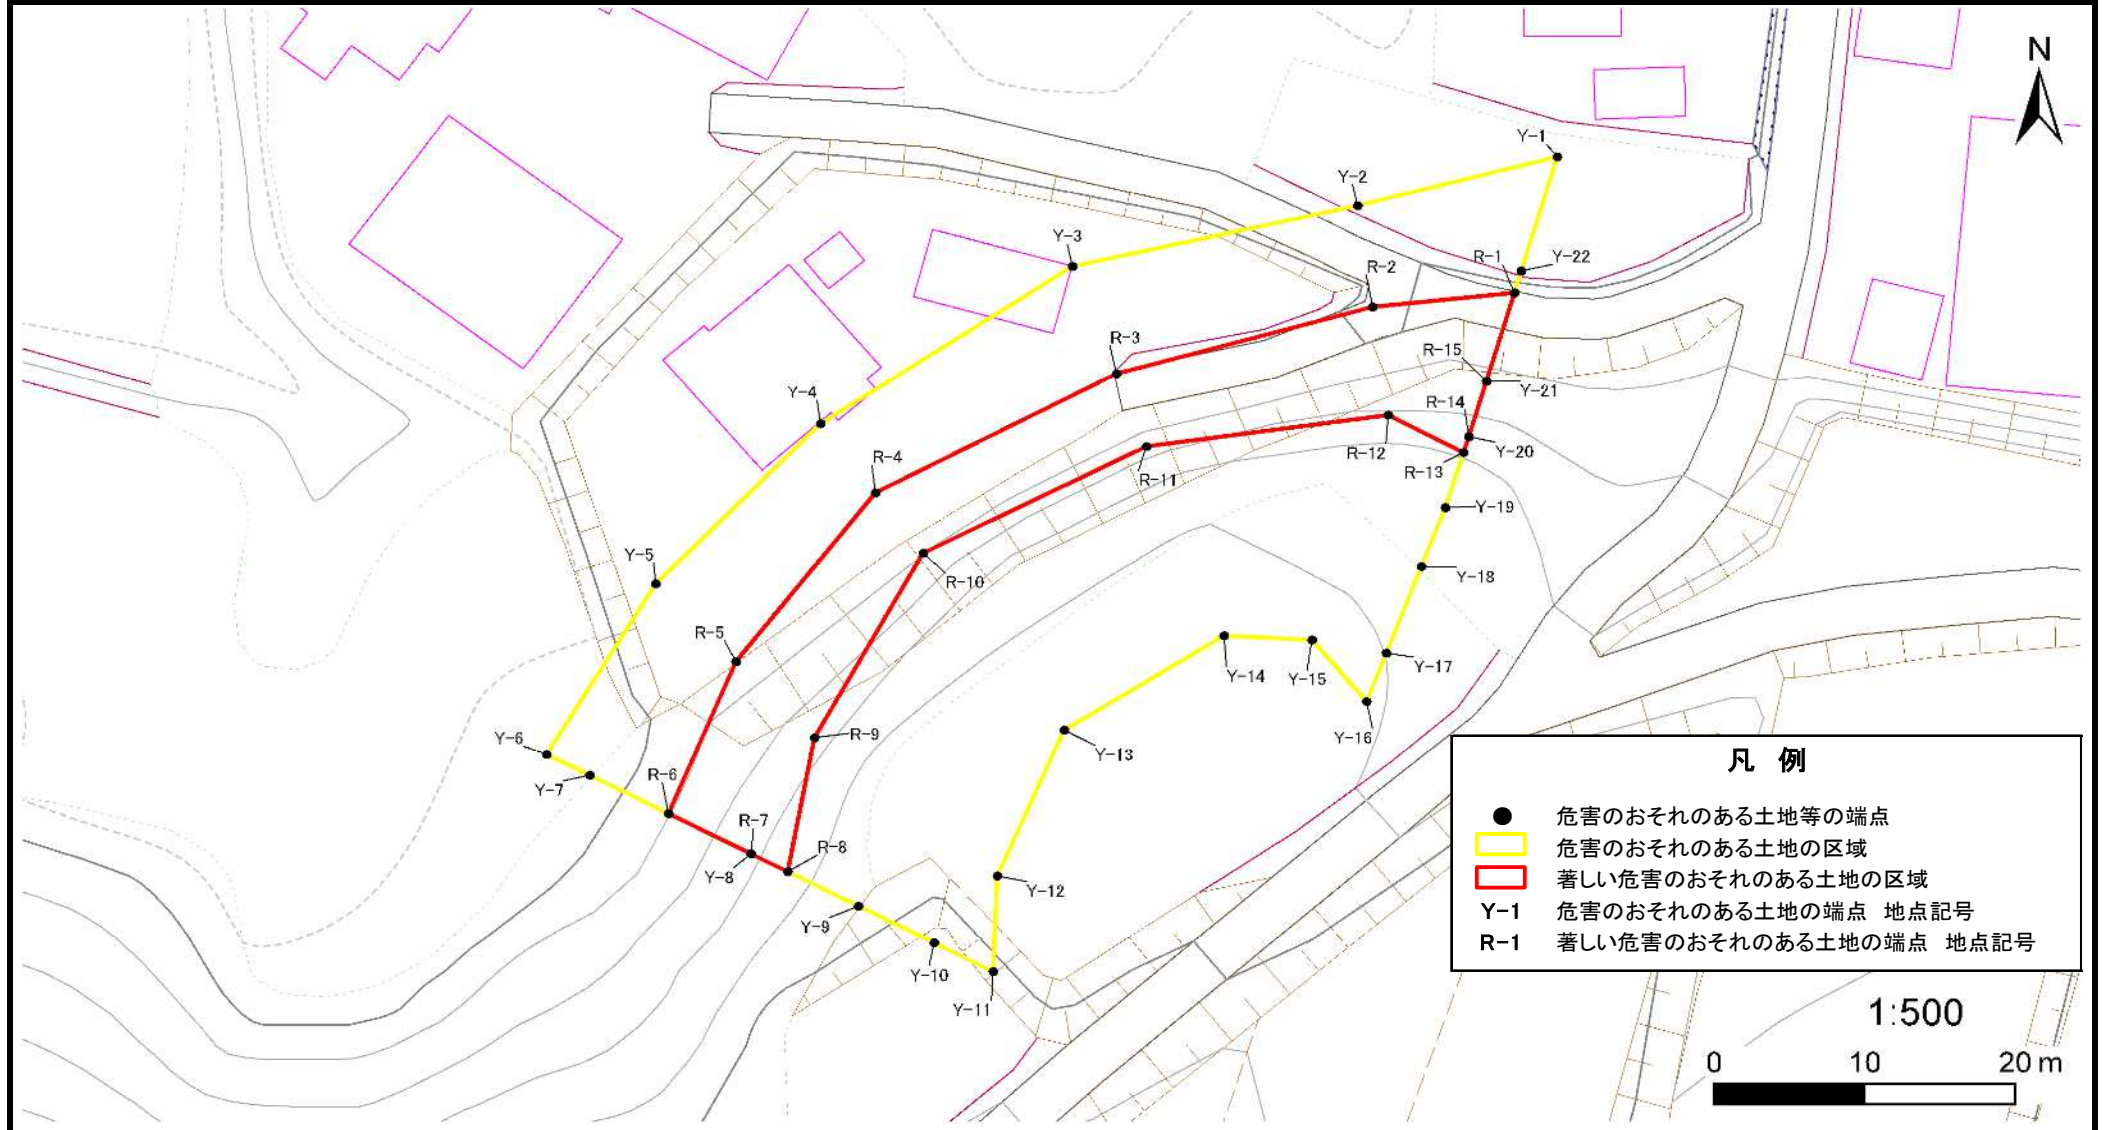 N
Y-1
Y-2
Y-3
Y-22
R-1
R-2
R-3
R-15
Y-21
Y-4
R-14
Y-20
R-4
R-12
R-13
R-11
Y-19
Y-5
R-10
Y-18
R-5
Y-17
Y-14
Y-15
Y-6
R-9
Y-16
Y-13
Y-7
R-6
R-7
R-8
Y-8
Y-12
Y-9
Y-10
Y-11
凡 例
危害のおそれのある土地等の端点
危害のおそれのある土地の区域
著しい危害のおそれのある土地の区域
Y-1 危害のおそれのある土地の端点 地点記号
R-1 著しい危害のおそれのある土地の端点 地点記号
1:500
0 10 20 m